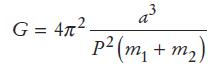 G = 4π² · a³ / P² (m₁ + m₂)